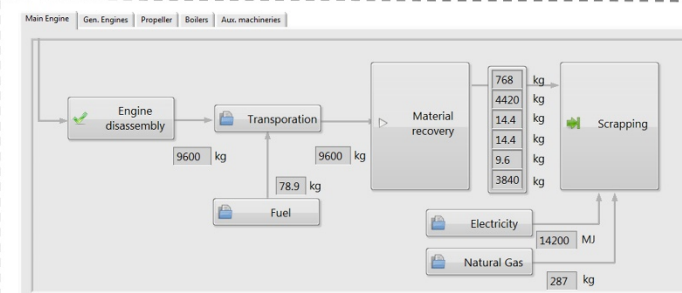 Main Engine Gen. Engines Propeller Boilers Aux. machineries
Engine
disassembly
9600 kg
Transporation
78.9 kg
Fuel
9600 kg
Material
recovery
768 kg
4420 kg
14.4 kg
14.4 kg
9.6 kg
3840 kg
Scrapping
Electricity
14200 MJ
Natural Gas
287 kg